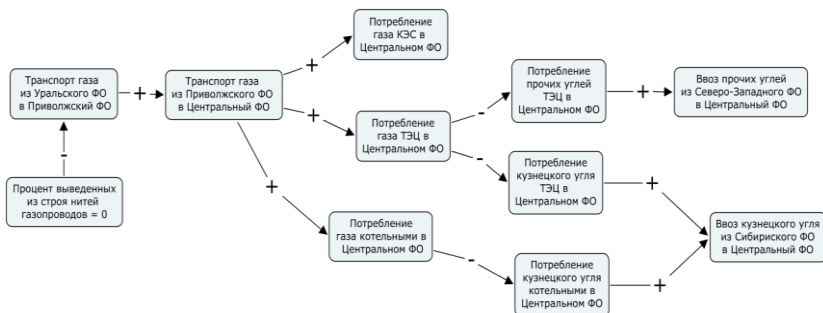 Потребление
газа КЭС в
Центральном ФО
Транспорт газа
из Уральского ФО
в Приволжский ФО
+
Транспорт газа
из Приволжского ФО
в Центральный ФО
+
+
+
-
Процент выведенных
из строя нитей
газопроводов = 0
Потребление
газа ТЭЦ в
Центральном ФО
-
-
Потребление
прочих углей
ТЭЦ в
Центральном ФО
+
Ввоз прочих углей
из Северо-Западного ФО
в Центральный ФО
Потребление
кузнецкого угля
ТЭЦ в
Центральном ФО
+
Потребление
газа котельными в
Центральном ФО
-
Потребление
кузнецкого угля
котельными в
Центральном ФО
+
Ввоз кузнецкого угля
из Сибириского ФО
в Центральный ФО